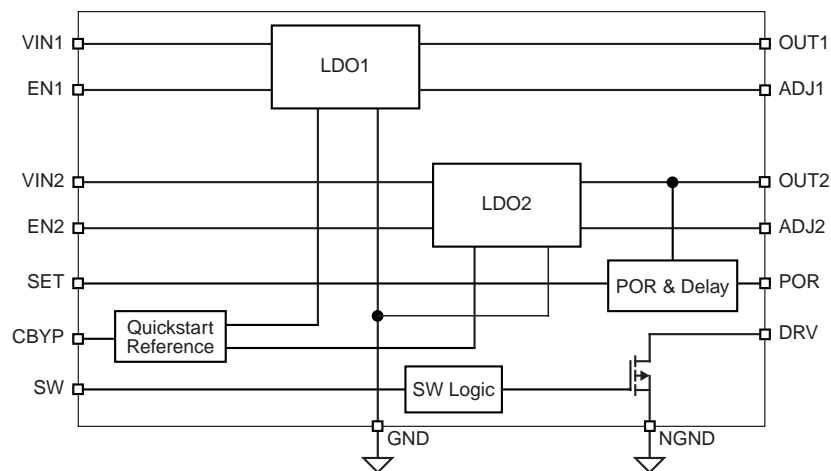 VIN1
LDO1
OUT1
EN1
ADJ1
VIN2
LDO2
OUT2
EN2
ADJ2
SET
POR & Delay
POR
CBYP
Quickstart
Reference
DRV
SW
SW Logic
GND
NGND